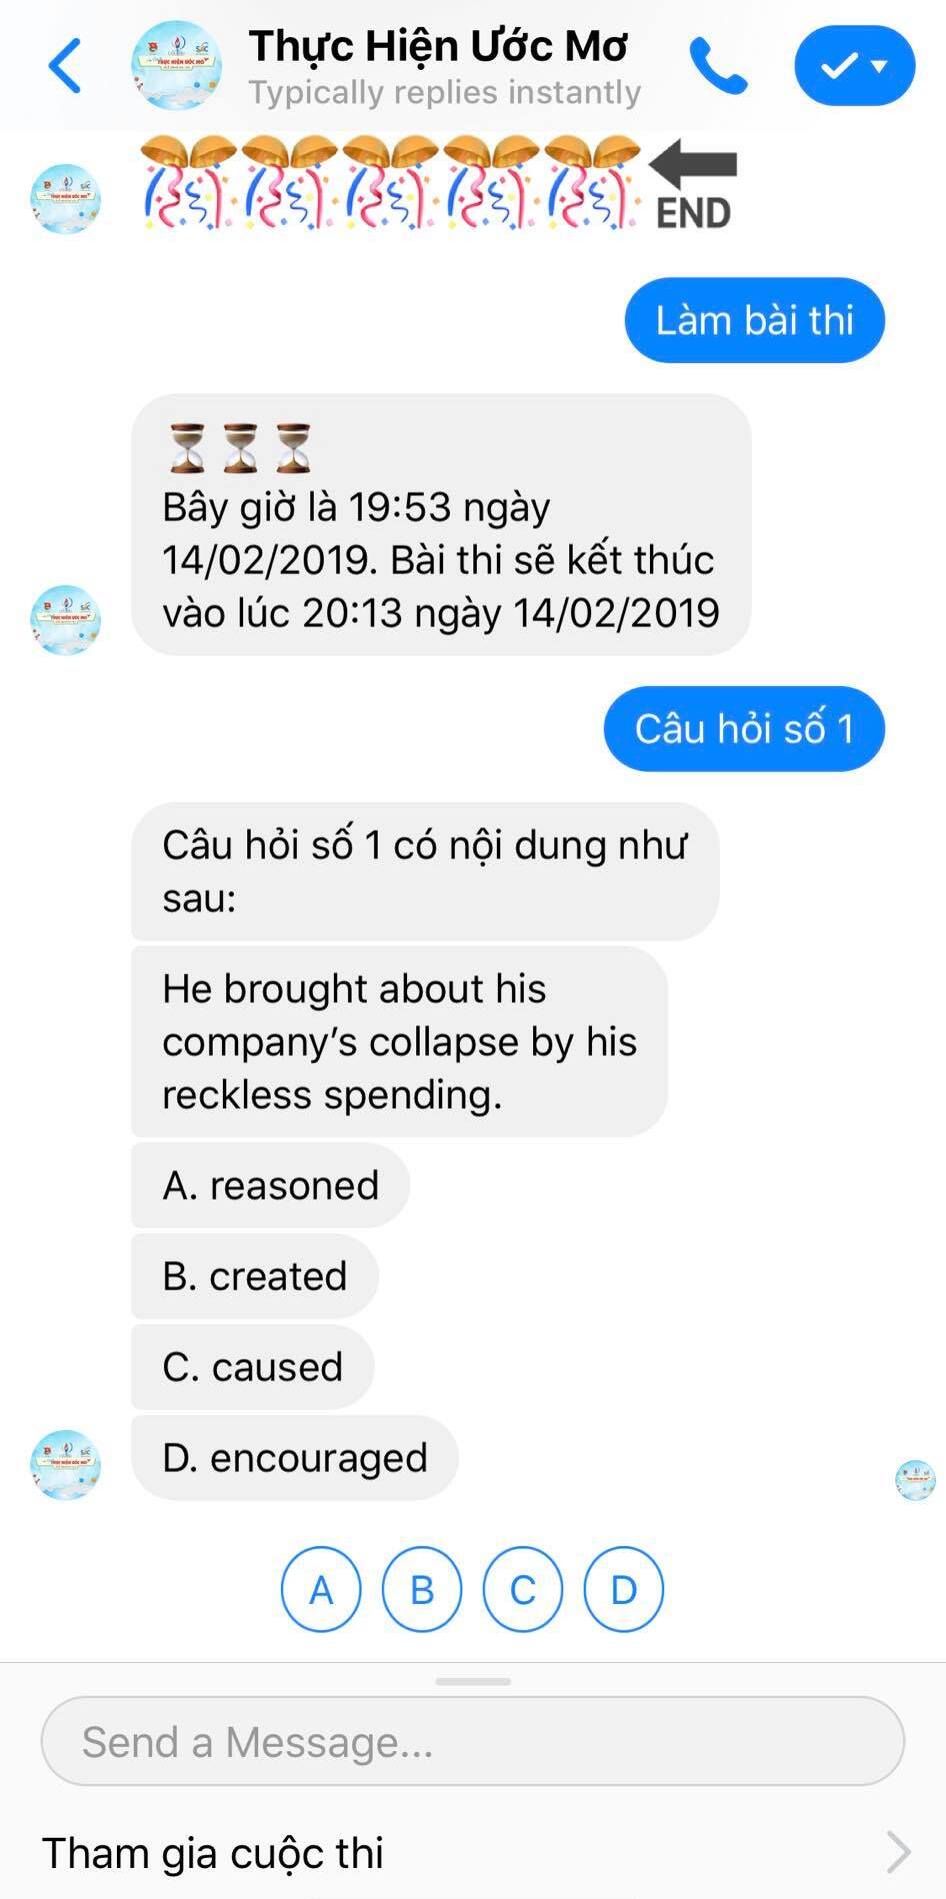 Thực Hiện Ước Mơ
Typically replies instantly
END
Làm bài thi
Bây giờ là 19:53 ngày
14/02/2019. Bài thi sẽ kết thúc
vào lúc 20:13 ngày 14/02/2019
Câu hỏi số 1
Câu hỏi số 1 có nội dung như
sau:
He brought about his
company's collapse by his
reckless spending.
A. reasoned
B. created
C. caused
D. encouraged
A B C D
Send a Message...
Tham gia cuộc thi